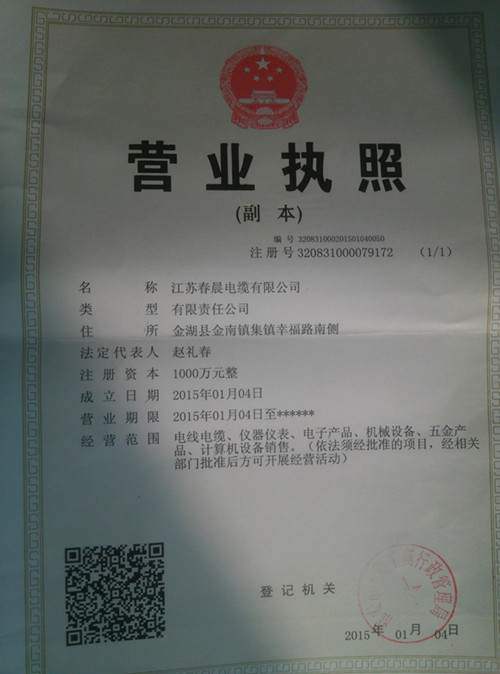 营业执照
(副 本)
编 号 320831000201501040050
注 册 号 320831000079172 (1/1)
名 称 江苏春晨电缆有限公司
类 型 有限责任公司
住 所 金湖县金南镇集镇幸福路南侧
法定代表人 赵礼春
注 册 资 本 1000万元整
成 立 日 期 2015年01月04日
营 业 期 限 2015年01月04日至******
经 营 范 围 电线电缆、仪器仪表、电子产品、机械设备、五金产
品、计算机设备销售。（依法须经批准的项目，经相关
部门批准后方可开展经营活动）
行政管理局
登 记 机 关
2015 年 01 月 04 日